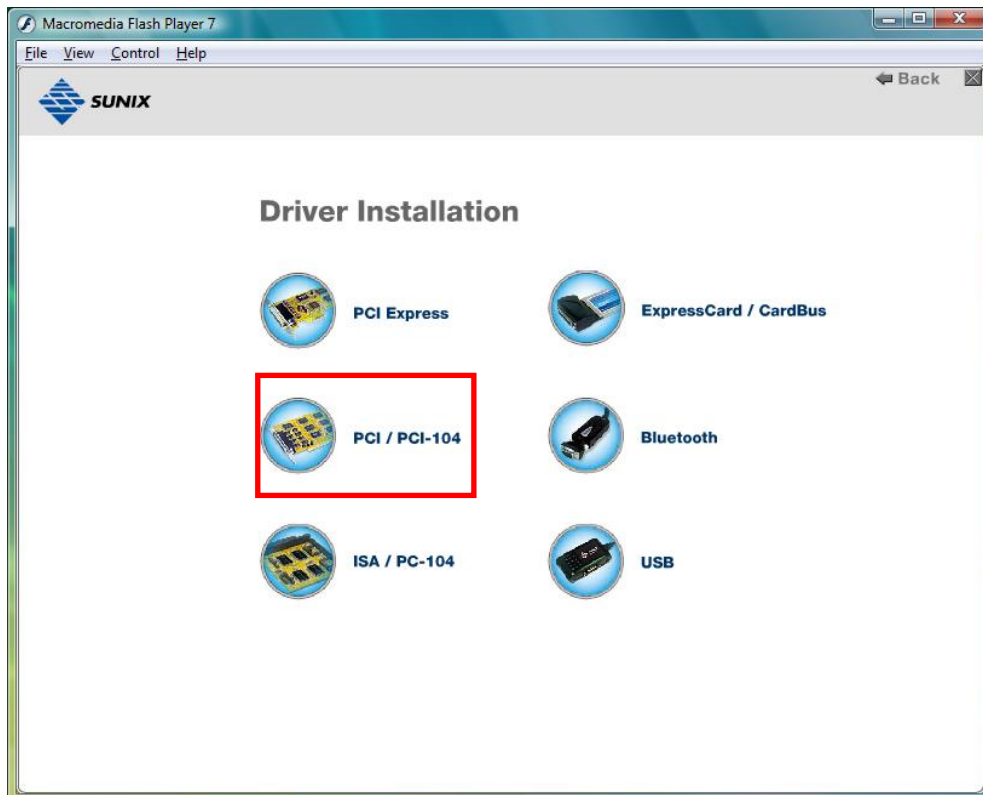 Macromedia Flash Player 7
File View Control Help
Back
SUNIX
Driver Installation
PCI Express
ExpressCard / CardBus
PCI / PCI-104
Bluetooth
ISA / PC-104
USB